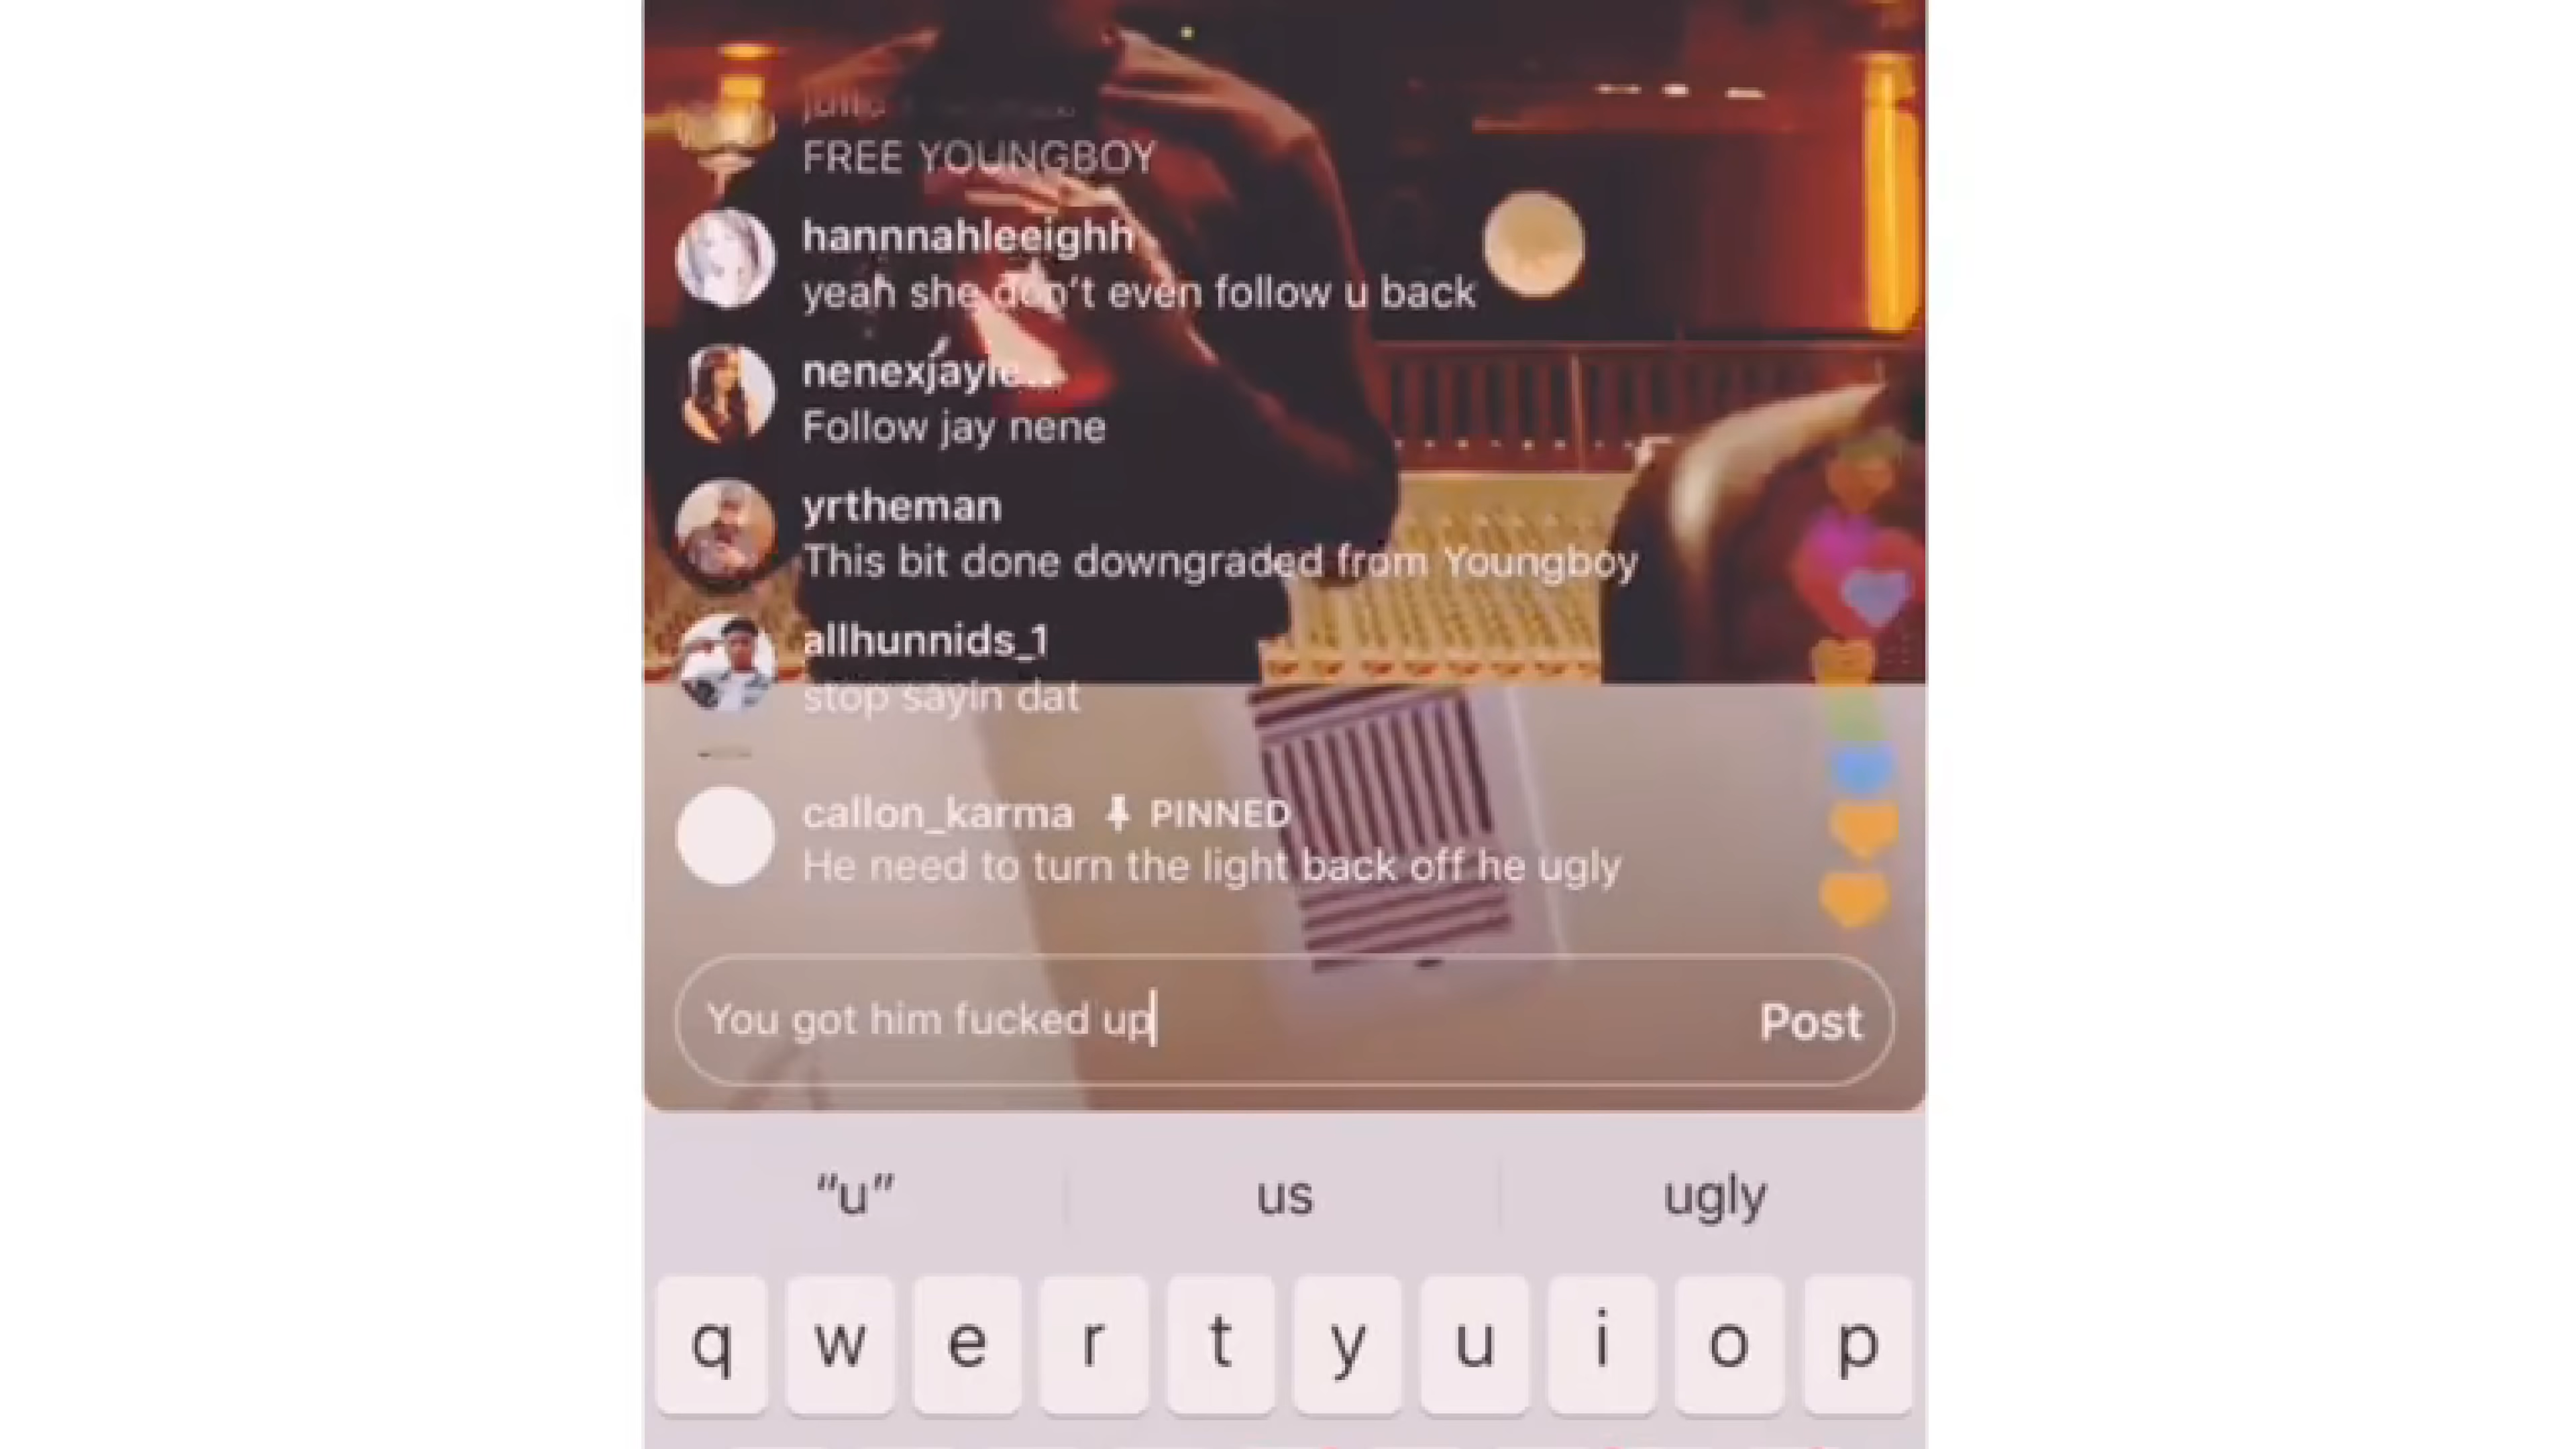 FREE YOUNGBOY
hannnahleeighh
yeah she don't even follow u back
Follow jay nene
yrtheman
This bit done downgraded from Youngboy
allhunnids_1
stop sayin dat
callon_karma PINNED
He need to turn the light back off he ugly
You got him fucked up
Post
"u" us ugly
q w e r t y u i o p